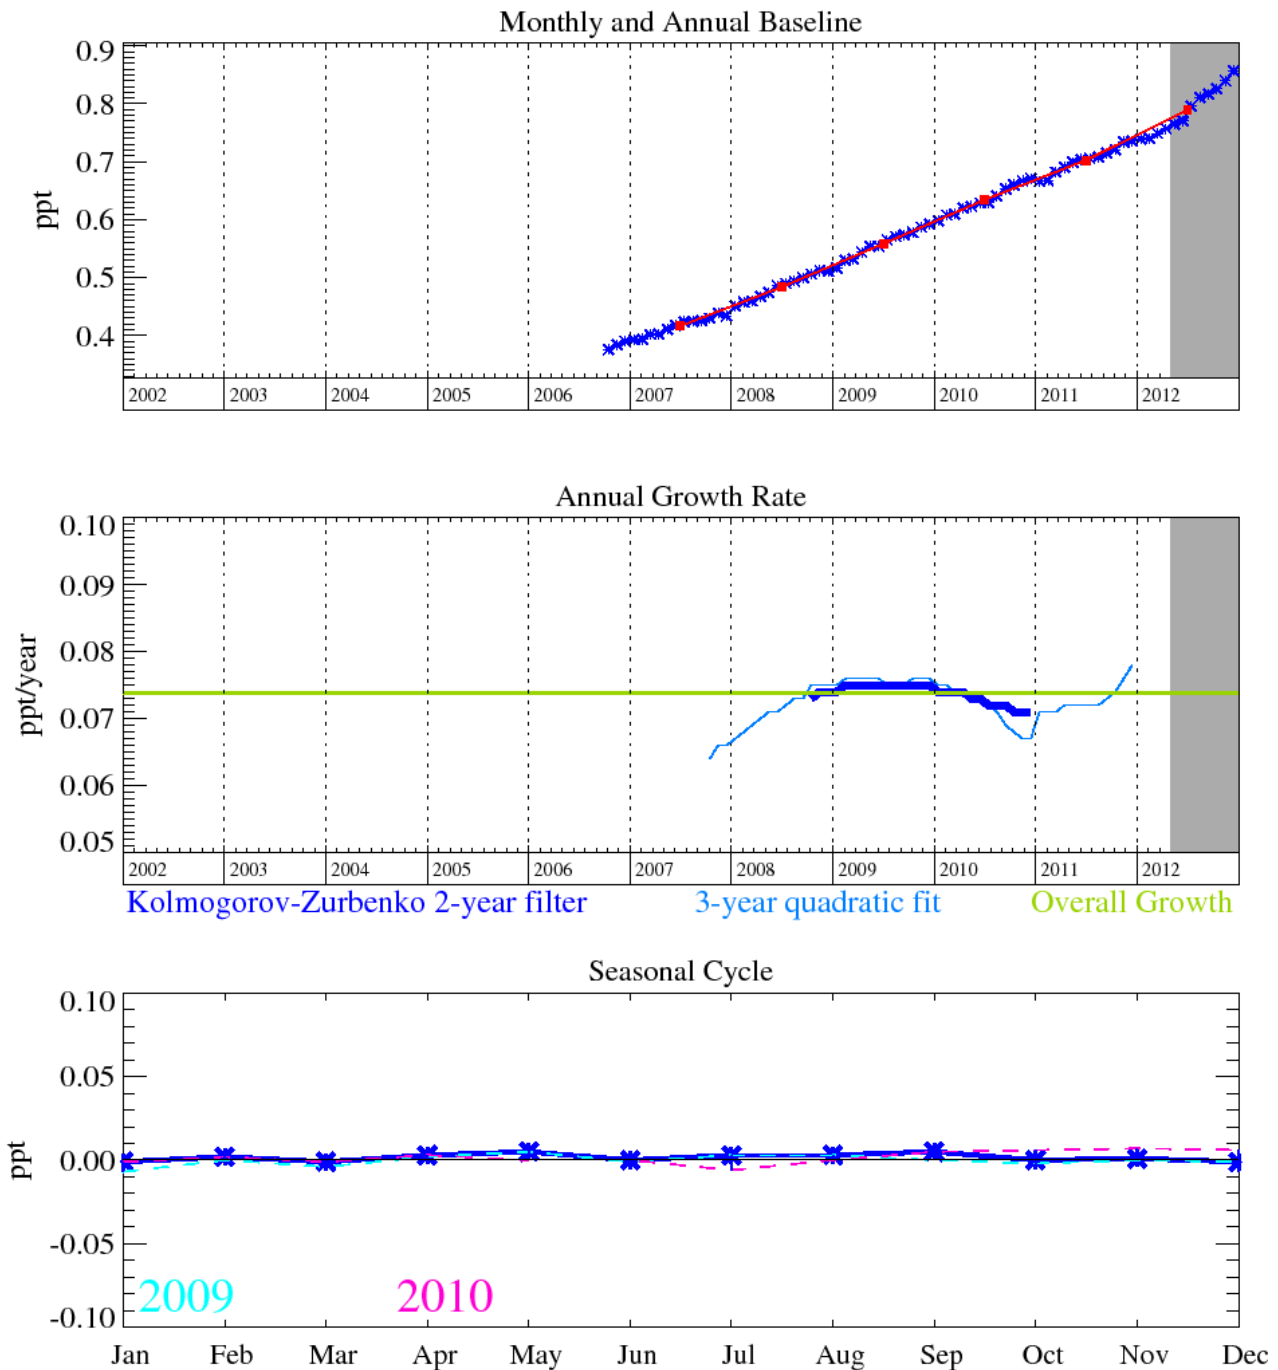 Monthly and Annual Baseline
0.9
0.8
0.7
0.6
0.5
0.4
ppt
2002 2003 2004 2005 2006 2007 2008 2009 2010 2011 2012
Annual Growth Rate
0.10
0.09
0.08
0.07
0.06
0.05
ppt/year
2002 2003 2004 2005 2006 2007 2008 2009 2010 2011 2012
Kolmogorov-Zurbenko 2-year filter 3-year quadratic fit Overall Growth
Seasonal Cycle
0.10
0.05
0.00
-0.05
-0.10
ppt
2009 2010
Jan Feb Mar Apr May Jun Jul Aug Sep Oct Nov Dec